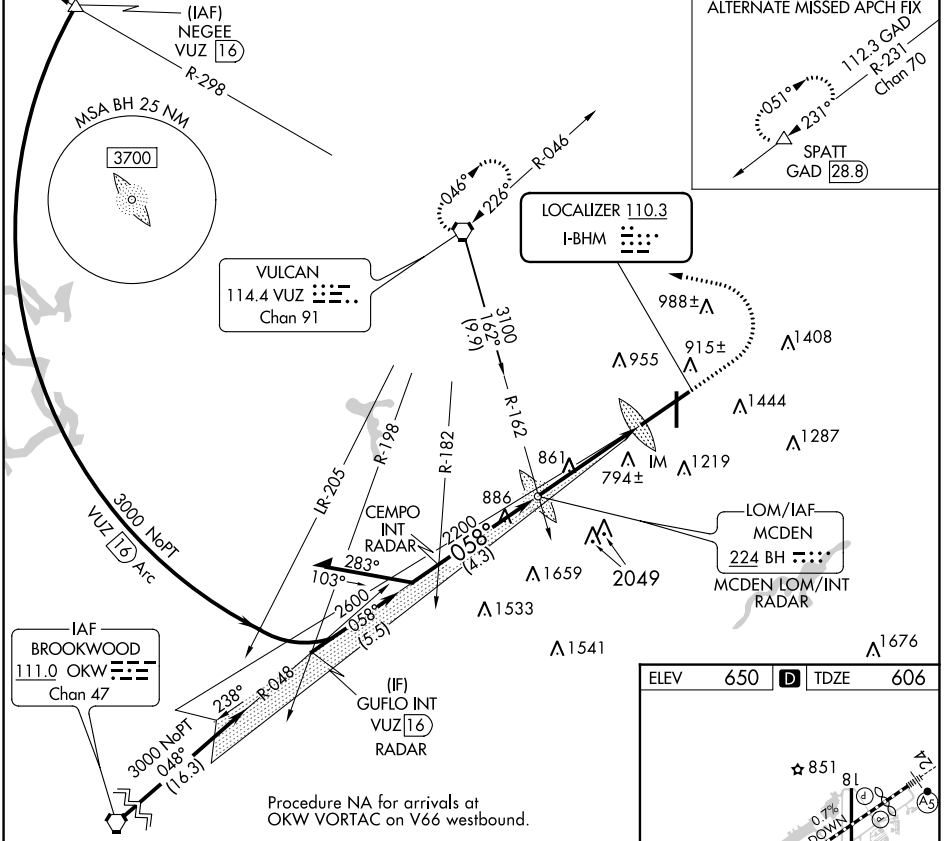 (IAF)
NEGEE
VUZ 16
R-298
MSA BH 25 NM
3700
ALTERNATE MISSED APCH FIX
112.3 GAD
R-231
Chan 70
051°
231°
SPATT
GAD 28.8
046°
226°
R-046
LOCALIZER 110.3
I-BHM
VULCAN
114.4 VUZ
Chan 91
3100
162°
(9.9)
R-162
988±
915±
955
1408
1444
1287
1219
IM
794±
861
886
LR-205
R-198
R-182
CEMPO
INT
RADAR
283°
103°
2200
058°
(4.3)
2600
058°
(5.5)
3000 NoPT
VUZ 16 Arc
LOM/IAF
MCDEN
224 BH
MCDEN LOM/INT
RADAR
2049
1659
1533
1541
1676
IAF
BROOKWOOD
111.0 OKW
Chan 47
238°
R-048
3000 NoPT
048°
(16.3)
(IF)
GUFLO INT
VUZ 16
RADAR
Procedure NA for arrivals at
OKW VORTAC on V66 westbound.
ELEV 650 D TDZE 606
851
18
24
0.7%
DOWN
P
P
A5